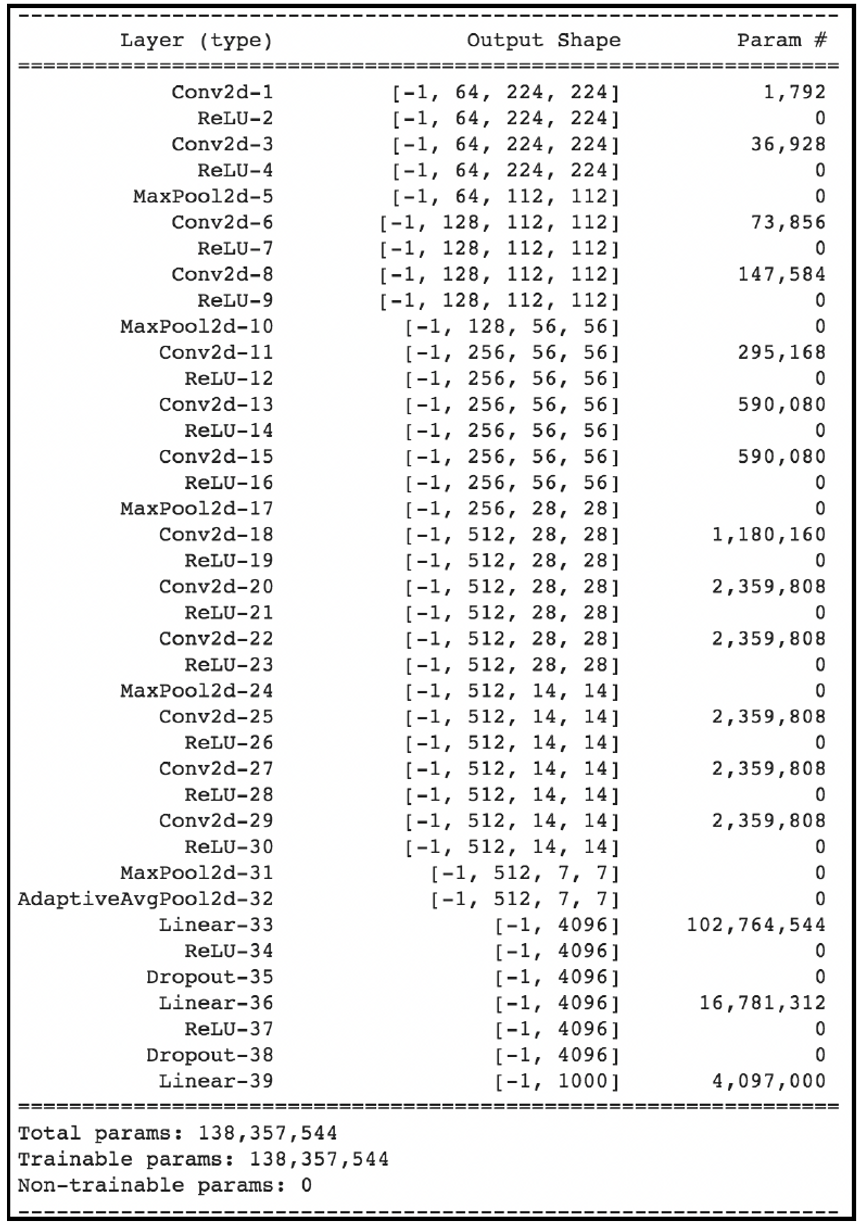 ----------------------------------------------------------------
        Layer (type)               Output Shape         Param #
================================================================
            Conv2d-1         [-1, 64, 224, 224]           1,792
              ReLU-2         [-1, 64, 224, 224]               0
            Conv2d-3         [-1, 64, 224, 224]          36,928
              ReLU-4         [-1, 64, 224, 224]               0
         MaxPool2d-5         [-1, 64, 112, 112]               0
            Conv2d-6        [-1, 128, 112, 112]          73,856
              ReLU-7        [-1, 128, 112, 112]               0
            Conv2d-8        [-1, 128, 112, 112]         147,584
              ReLU-9        [-1, 128, 112, 112]               0
        MaxPool2d-10          [-1, 128, 56, 56]               0
           Conv2d-11          [-1, 256, 56, 56]         295,168
             ReLU-12          [-1, 256, 56, 56]               0
           Conv2d-13          [-1, 256, 56, 56]         590,080
             ReLU-14          [-1, 256, 56, 56]               0
           Conv2d-15          [-1, 256, 56, 56]         590,080
             ReLU-16          [-1, 256, 56, 56]               0
        MaxPool2d-17          [-1, 256, 28, 28]               0
           Conv2d-18          [-1, 512, 28, 28]       1,180,160
             ReLU-19          [-1, 512, 28, 28]               0
           Conv2d-20          [-1, 512, 28, 28]       2,359,808
             ReLU-21          [-1, 512, 28, 28]               0
           Conv2d-22          [-1, 512, 28, 28]       2,359,808
             ReLU-23          [-1, 512, 28, 28]               0
        MaxPool2d-24          [-1, 512, 14, 14]               0
           Conv2d-25          [-1, 512, 14, 14]       2,359,808
             ReLU-26          [-1, 512, 14, 14]               0
           Conv2d-27          [-1, 512, 14, 14]       2,359,808
             ReLU-28          [-1, 512, 14, 14]               0
           Conv2d-29          [-1, 512, 14, 14]       2,359,808
             ReLU-30          [-1, 512, 14, 14]               0
        MaxPool2d-31            [-1, 512, 7, 7]               0
AdaptiveAvgPool2d-32            [-1, 512, 7, 7]               0
           Linear-33                 [-1, 4096]     102,764,544
             ReLU-34                 [-1, 4096]               0
          Dropout-35                 [-1, 4096]               0
           Linear-36                 [-1, 4096]      16,781,312
             ReLU-37                 [-1, 4096]               0
          Dropout-38                 [-1, 4096]               0
           Linear-39                 [-1, 1000]       4,097,000
================================================================
Total params: 138,357,544
Trainable params: 138,357,544
Non-trainable params: 0
----------------------------------------------------------------